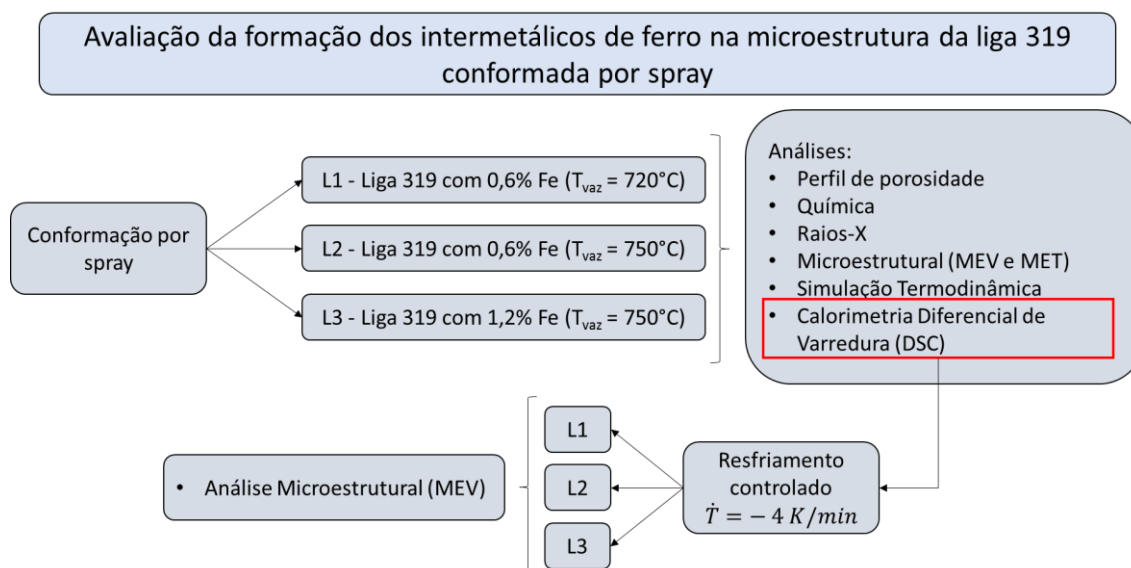 Avaliação da formação dos intermetálicos de ferro na microestrutura da liga 319
conformada por spray
Conformação por
spray
L1 - Liga 319 com 0,6% Fe (Tvaz = 720°C)
L2 - Liga 319 com 0,6% Fe (Tvaz = 750°C)
L3 - Liga 319 com 1,2% Fe (Tvaz = 750°C)
Análises:
• Perfil de porosidade
• Química
• Raios-X
• Microestrutural (MEV e MET)
• Simulação Termodinâmica
• Calorimetria Diferencial de
Varredura (DSC)
Resfriamento
controlado
Ṫ = − 4 K/min
L1
L2
L3
• Análise Microestrutural (MEV)